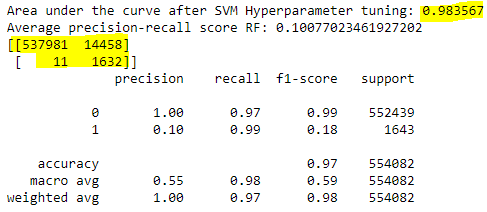 Area under the curve after SVM Hyperparameter tuning: 0.983567
Average precision-recall score RF: 0.10077023461927202
[[537981 14458]
[ 11 1632]]
precision recall f1-score support
0 1.00 0.97 0.99 552439
1 0.10 0.99 0.18 1643
accuracy 0.97 554082
macro avg 0.55 0.98 0.59 554082
weighted avg 1.00 0.97 0.98 554082